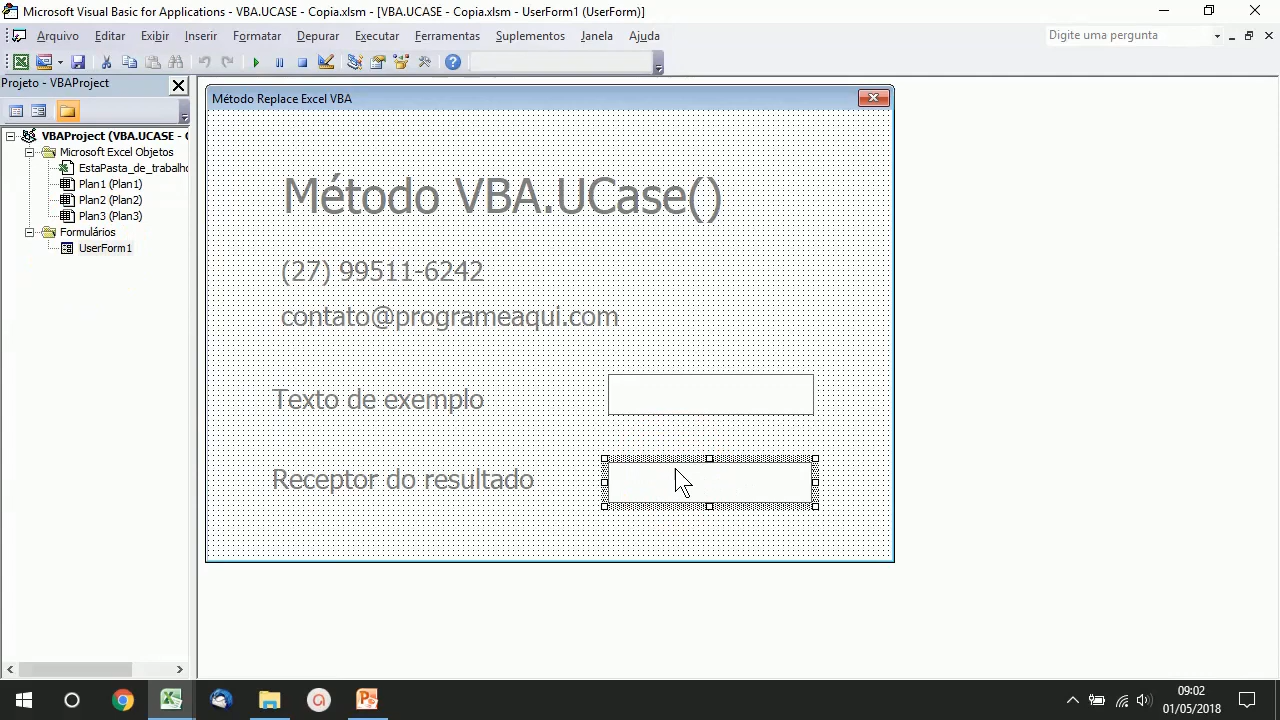 Microsoft Visual Basic for Applications - VBA.UCASE - Copia.xlsm - [VBA.UCASE - Copia.xlsm - UserForm1 (UserForm)]
Arquivo Editar Exibir Inserir Formatar Depurar Executar Ferramentas Suplementos Janela Ajuda Digite uma pergunta
Projeto - VBAProject
VBAProject (VBA.UCASE - C
Microsoft Excel Objetos
EstaPasta_de_trabalho
Plan1 (Plan1)
Plan2 (Plan2)
Plan3 (Plan3)
Formulários
UserForm1
Método Replace Excel VBA
Método VBA.UCase()
(27) 99511-6242
contato@programeaqui.com
Texto de exemplo
Receptor do resultado
09:02
01/05/2018